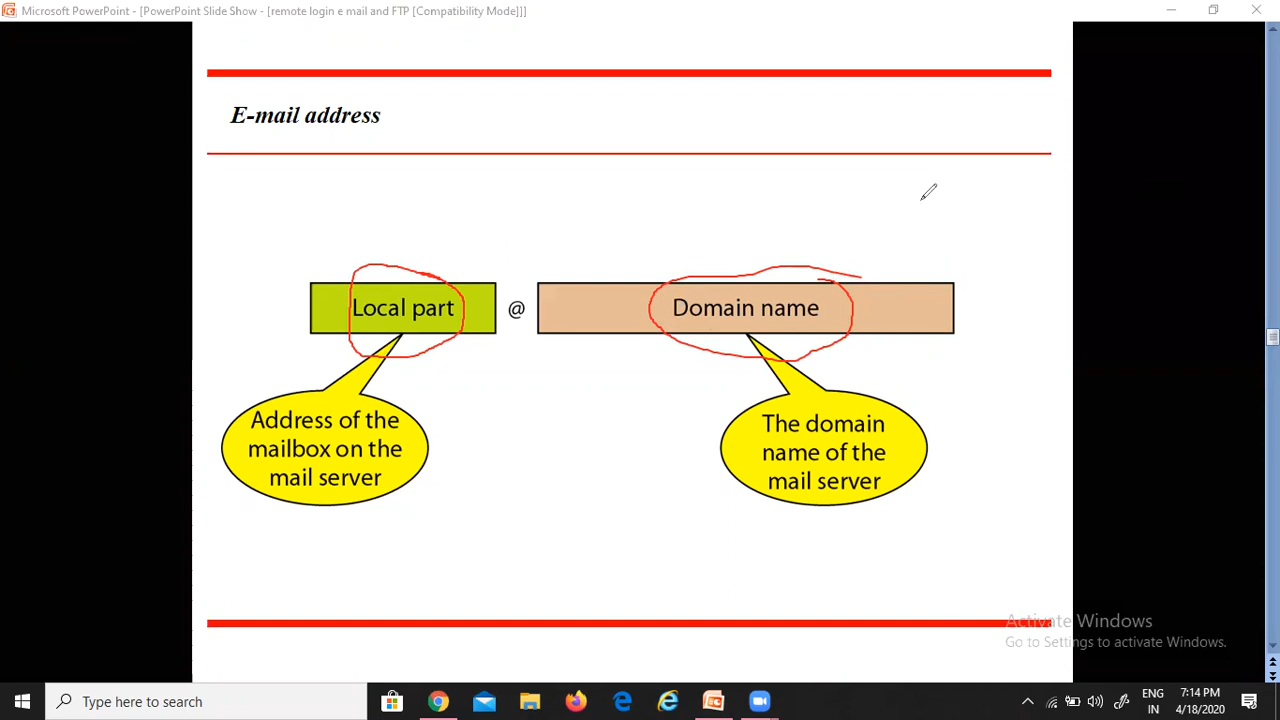 Microsoft PowerPoint - [PowerPoint Slide Show - [remote login e mail and FTP [Compatibility Mode]]]
E-mail address
Local part @ Domain name
Address of the
mailbox on the
mail server
The domain
name of the
mail server
Activate Windows
Go to Settings to activate Windows.
Type here to search
ENG
IN
7:14 PM
4/18/2020